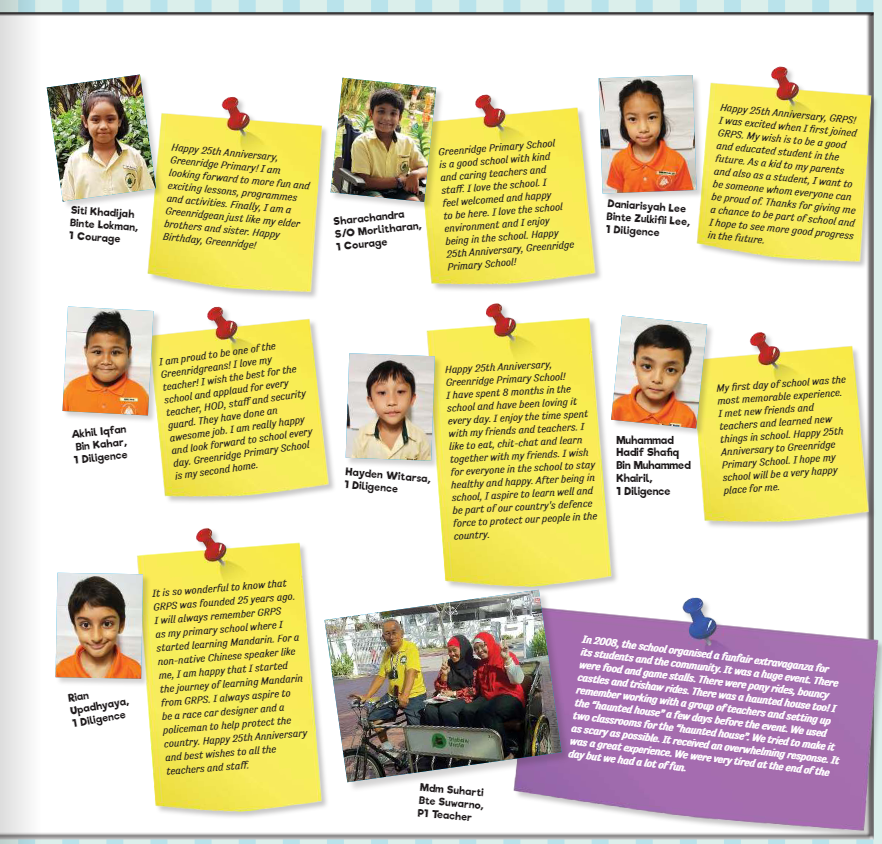 Siti Khadijah
Binte Lokman,
1 Courage
Happy 25th Anniversary,
Greenridge Primary! I am
looking forward to more fun and
exciting lessons, programmes
and activities. Finally, I am a
Greenridgean just like my elder
brothers and sister. Happy
Birthday, Greenridge!
Sharachandra
S/O Morlitharan,
1 Courage
Greenridge Primary School
is a good school with kind
and caring teachers and
staff. I love the school. I
feel welcomed and happy
to be here. I love the school
environment and I enjoy
being in the school. Happy
25th Anniversary, Greenridge
Primary School!
Daniarisyah Lee
Binte Zulkifli Lee,
1 Diligence
Happy 25th Anniversary, GRPS!
I was excited when I first joined
GRPS. My wish is to be a good
and educated student in the
future. As a kid to my parents
and also as a student, I want to
be someone whom everyone can
be proud of. Thanks for giving me
a chance to be part of school and
I hope to see more good progress
in the future.
Akhil Iqfan
Bin Kahar,
1 Diligence
I am proud to be one of the
Greenridgreans! I love my
teacher! I wish the best for the
school and applaud for every
teacher, HOD, staff and security
guard. They have done an
awesome job. I am really happy
and look forward to school every
day. Greenridge Primary School
is my second home.
Hayden Witarsa,
1 Diligence
Happy 25th Anniversary,
Greenridge Primary School!
I have spent 8 months in the
school and have been loving it
every day. I enjoy the time spent
with my friends and teachers. I
like to eat, chit-chat and learn
together with my friends. I wish
for everyone in the school to stay
healthy and happy. After being in
school, I aspire to learn well and
be part of our country's defence
force to protect our people in the
country.
Muhammad
Hadif Shafiq
Bin Muhammed
Khairil,
1 Diligence
My first day of school was the
most memorable experience.
I met new friends and
teachers and learned new
things in school. Happy 25th
Anniversary to Greenridge
Primary School. I hope my
school will be a very happy
place for me.
Rian
Upadhyaya,
1 Diligence
It is so wonderful to know that
GRPS was founded 25 years ago.
I will always remember GRPS
as my primary school where I
started learning Mandarin. For a
non-native Chinese speaker like
me, I am happy that I started
the journey of learning Mandarin
from GRPS. I always aspire to
be a race car designer and a
policeman to help protect the
country. Happy 25th Anniversary
and best wishes to all the
teachers and staff.
Mdm Suharti
Bte Suwarno,
P1 Teacher
In 2008, the school organised a funfair extravaganza for
its students and the community. It was a huge event. There
were food and game stalls. There were pony rides, bouncy
castles and trishaw rides. There was a haunted house too! I
remember working with a group of teachers and setting up
the "haunted house" a few days before the event. We used
two classrooms for the "haunted house". We tried to make it
as scary as possible. It received an overwhelming response. It
was a great experience. We were very tired at the end of the
day but we had a lot of fun.